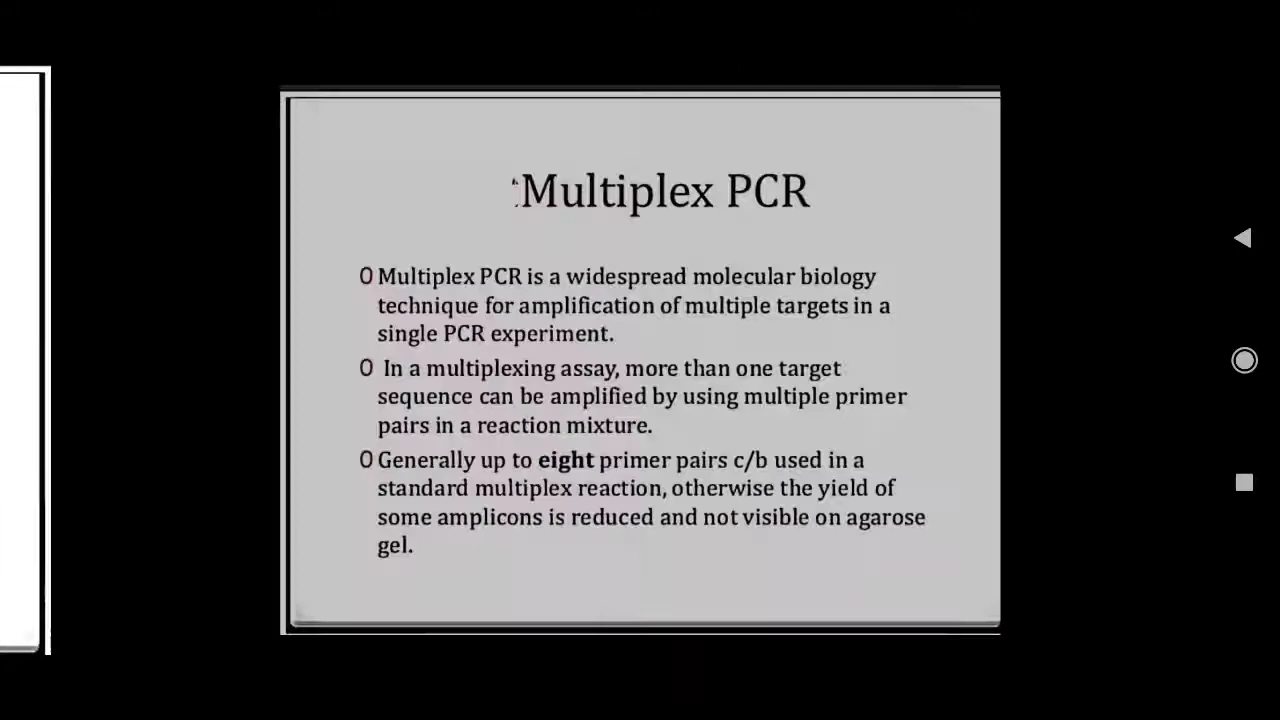 Multiplex PCR
O Multiplex PCR is a widespread molecular biology
technique for amplification of multiple targets in a
single PCR experiment.
O In a multiplexing assay, more than one target
sequence can be amplified by using multiple primer
pairs in a reaction mixture.
O Generally up to eight primer pairs c/b used in a
standard multiplex reaction, otherwise the yield of
some amplicons is reduced and not visible on agarose
gel.